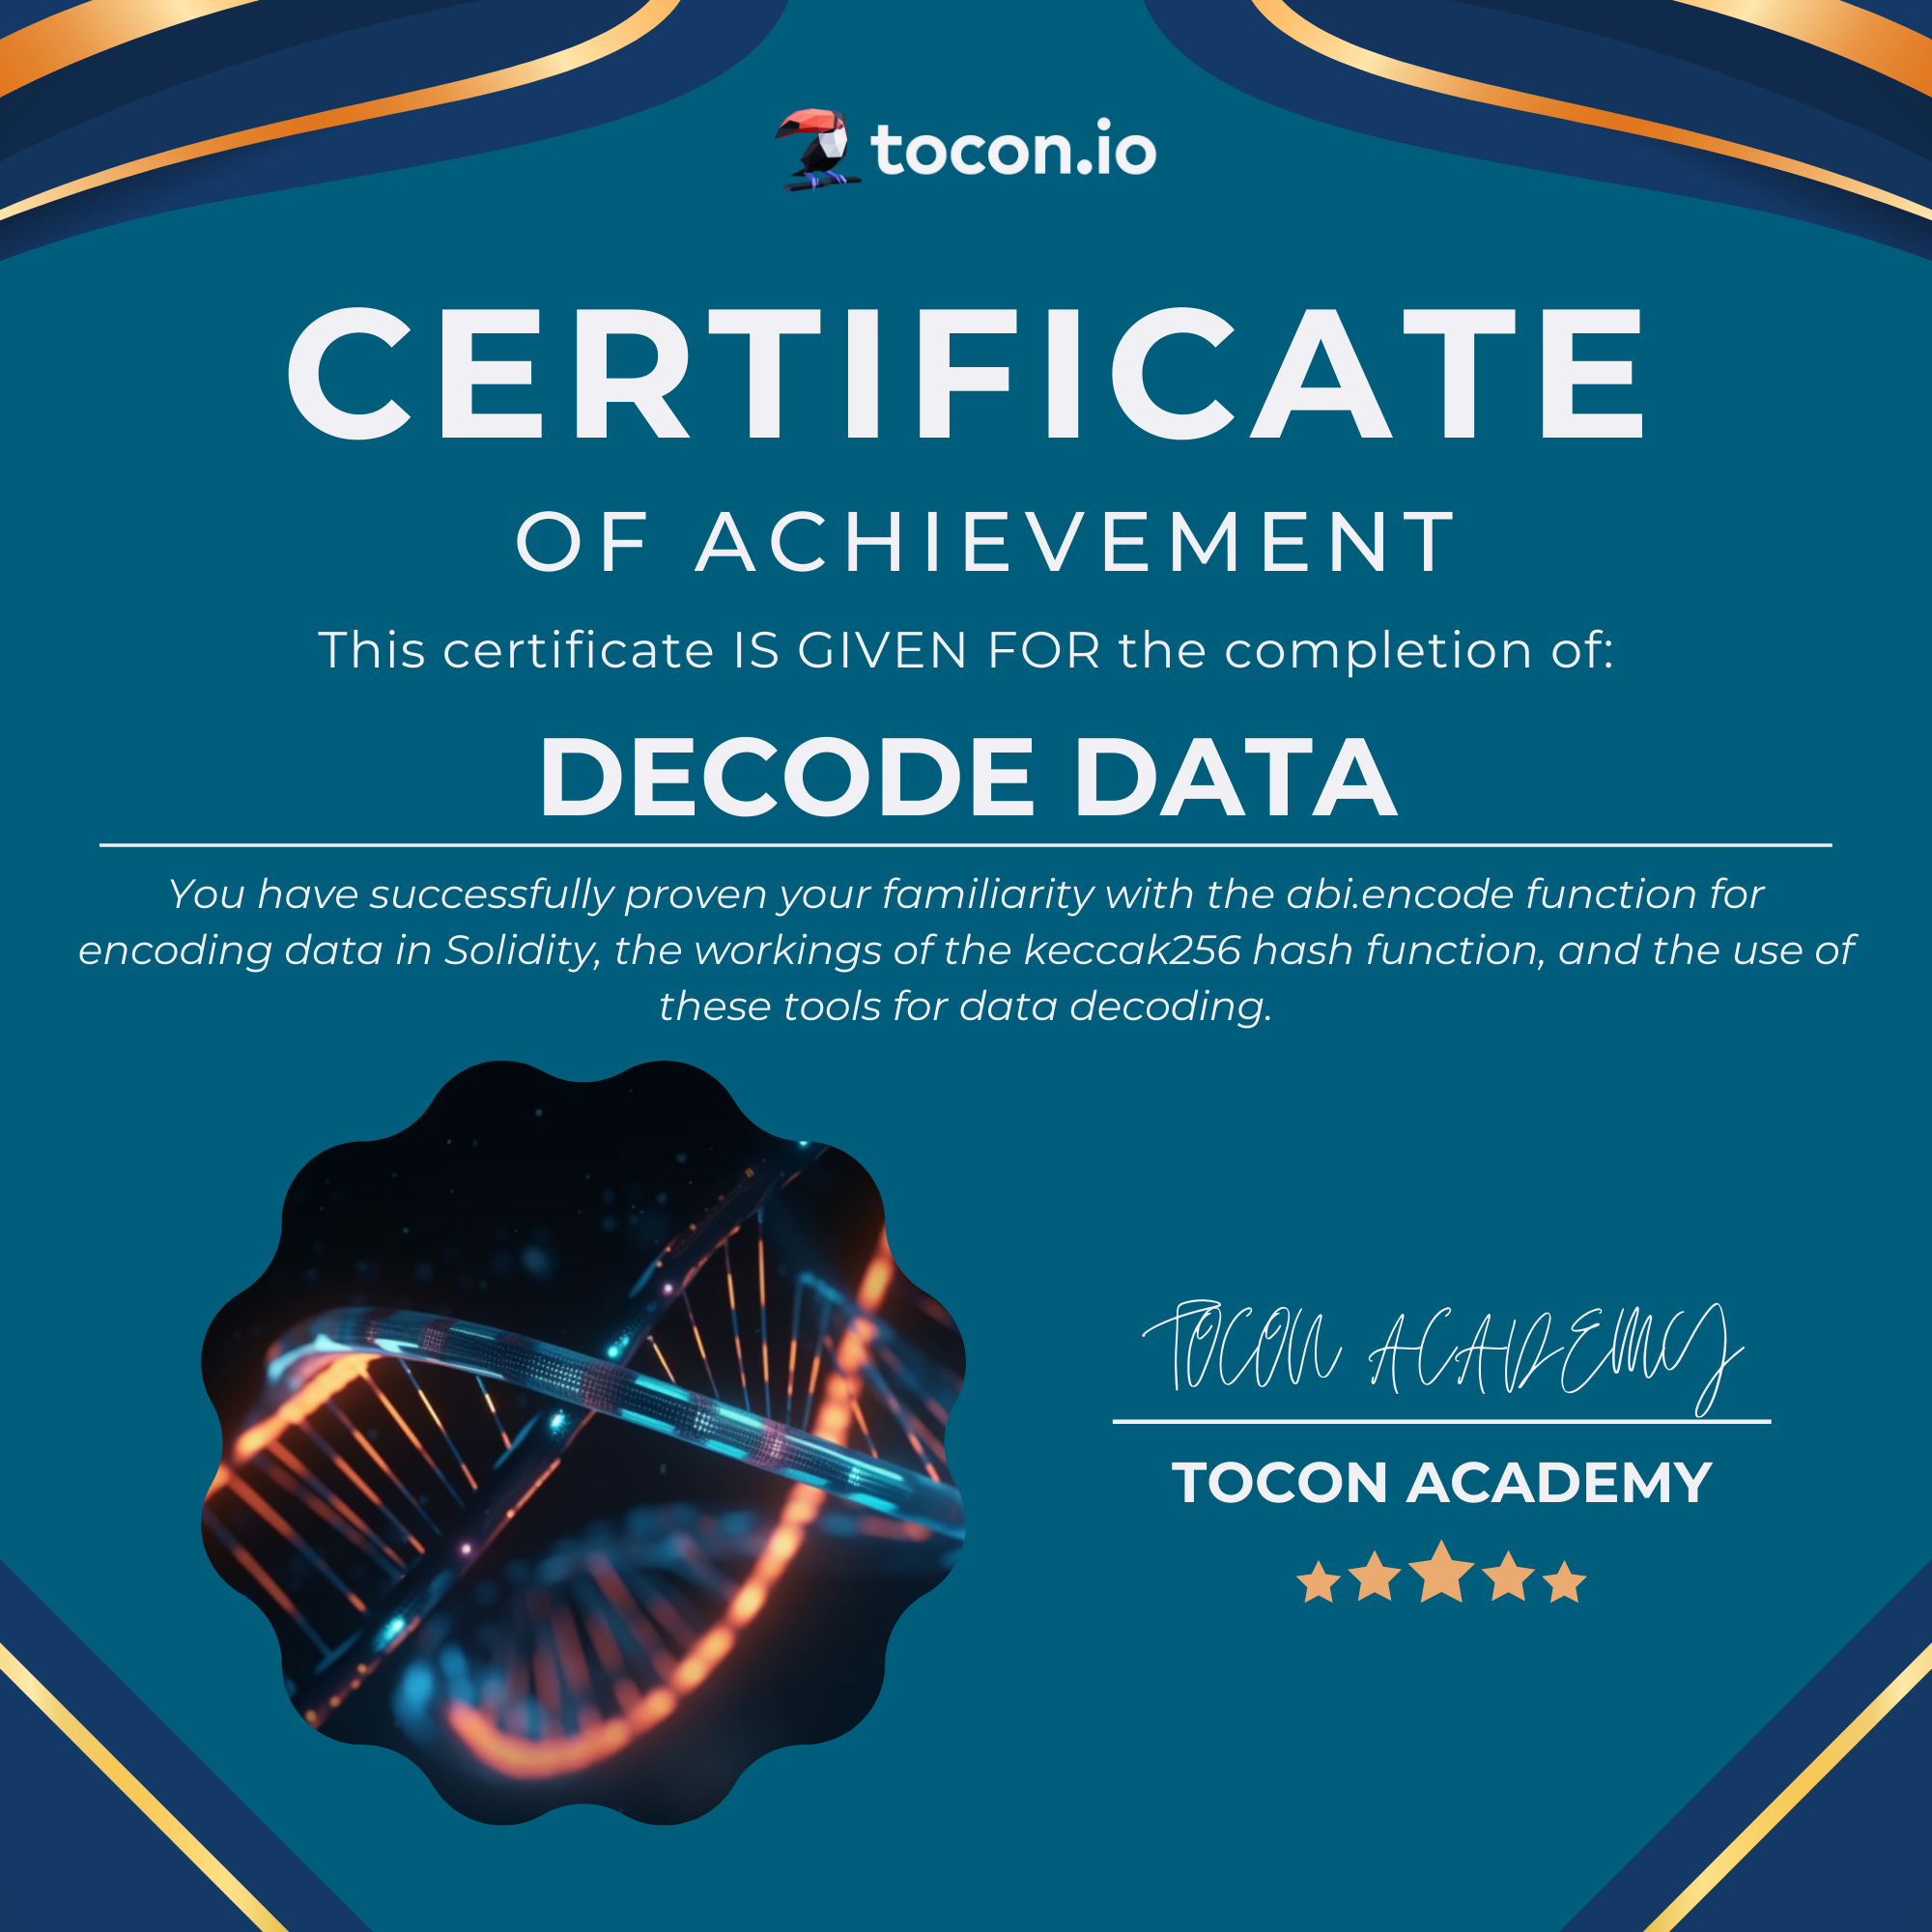 tocon.io
CERTIFICATE
OF ACHIEVEMENT
This certificate IS GIVEN FOR the completion of:
DECODE DATA
You have successfully proven your familiarity with the abi.encode function for
encoding data in Solidity, the workings of the keccak256 hash function, and the use of
these tools for data decoding.
TOCON ACADEMY
TOCON ACADEMY